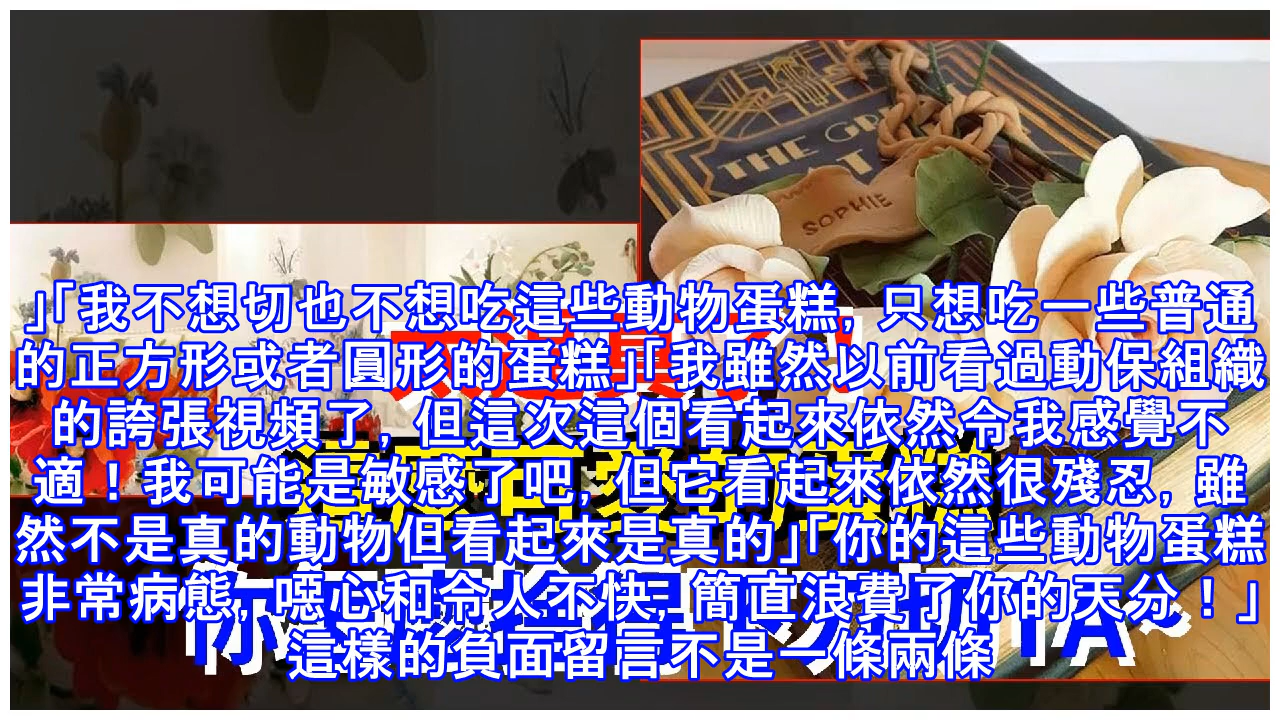 THE GR
SOPHIE
」「我不想切也不想吃這些動物蛋糕, 只想吃一些普通
的正方形或者圓形的蛋糕」「我雖然以前看過動保組織
的誇張視頻了, 但這次這個看起來依然令我感覺不
適！我可能是敏感了吧, 但它看起來依然很殘忍, 雖
然不是真的動物但看起來是真的」「你的這些動物蛋糕
非常病態, 噁心和令人不快, 簡直浪費了你的天分！」
這樣的負面留言不是一條兩條